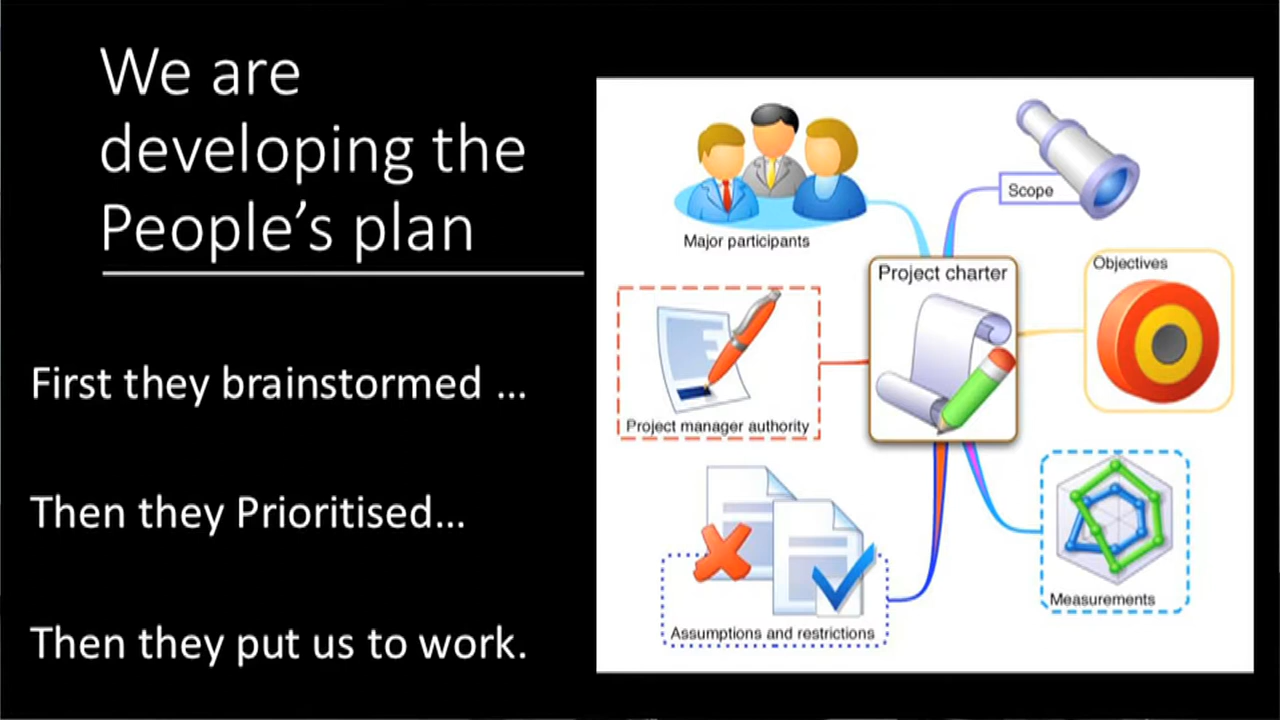 We are
developing the
People's plan
First they brainstormed ...
Then they Prioritised...
Then they put us to work.
Major participants
Scope
Project charter
Objectives
Project manager authority
Measurements
Assumptions and restrictions